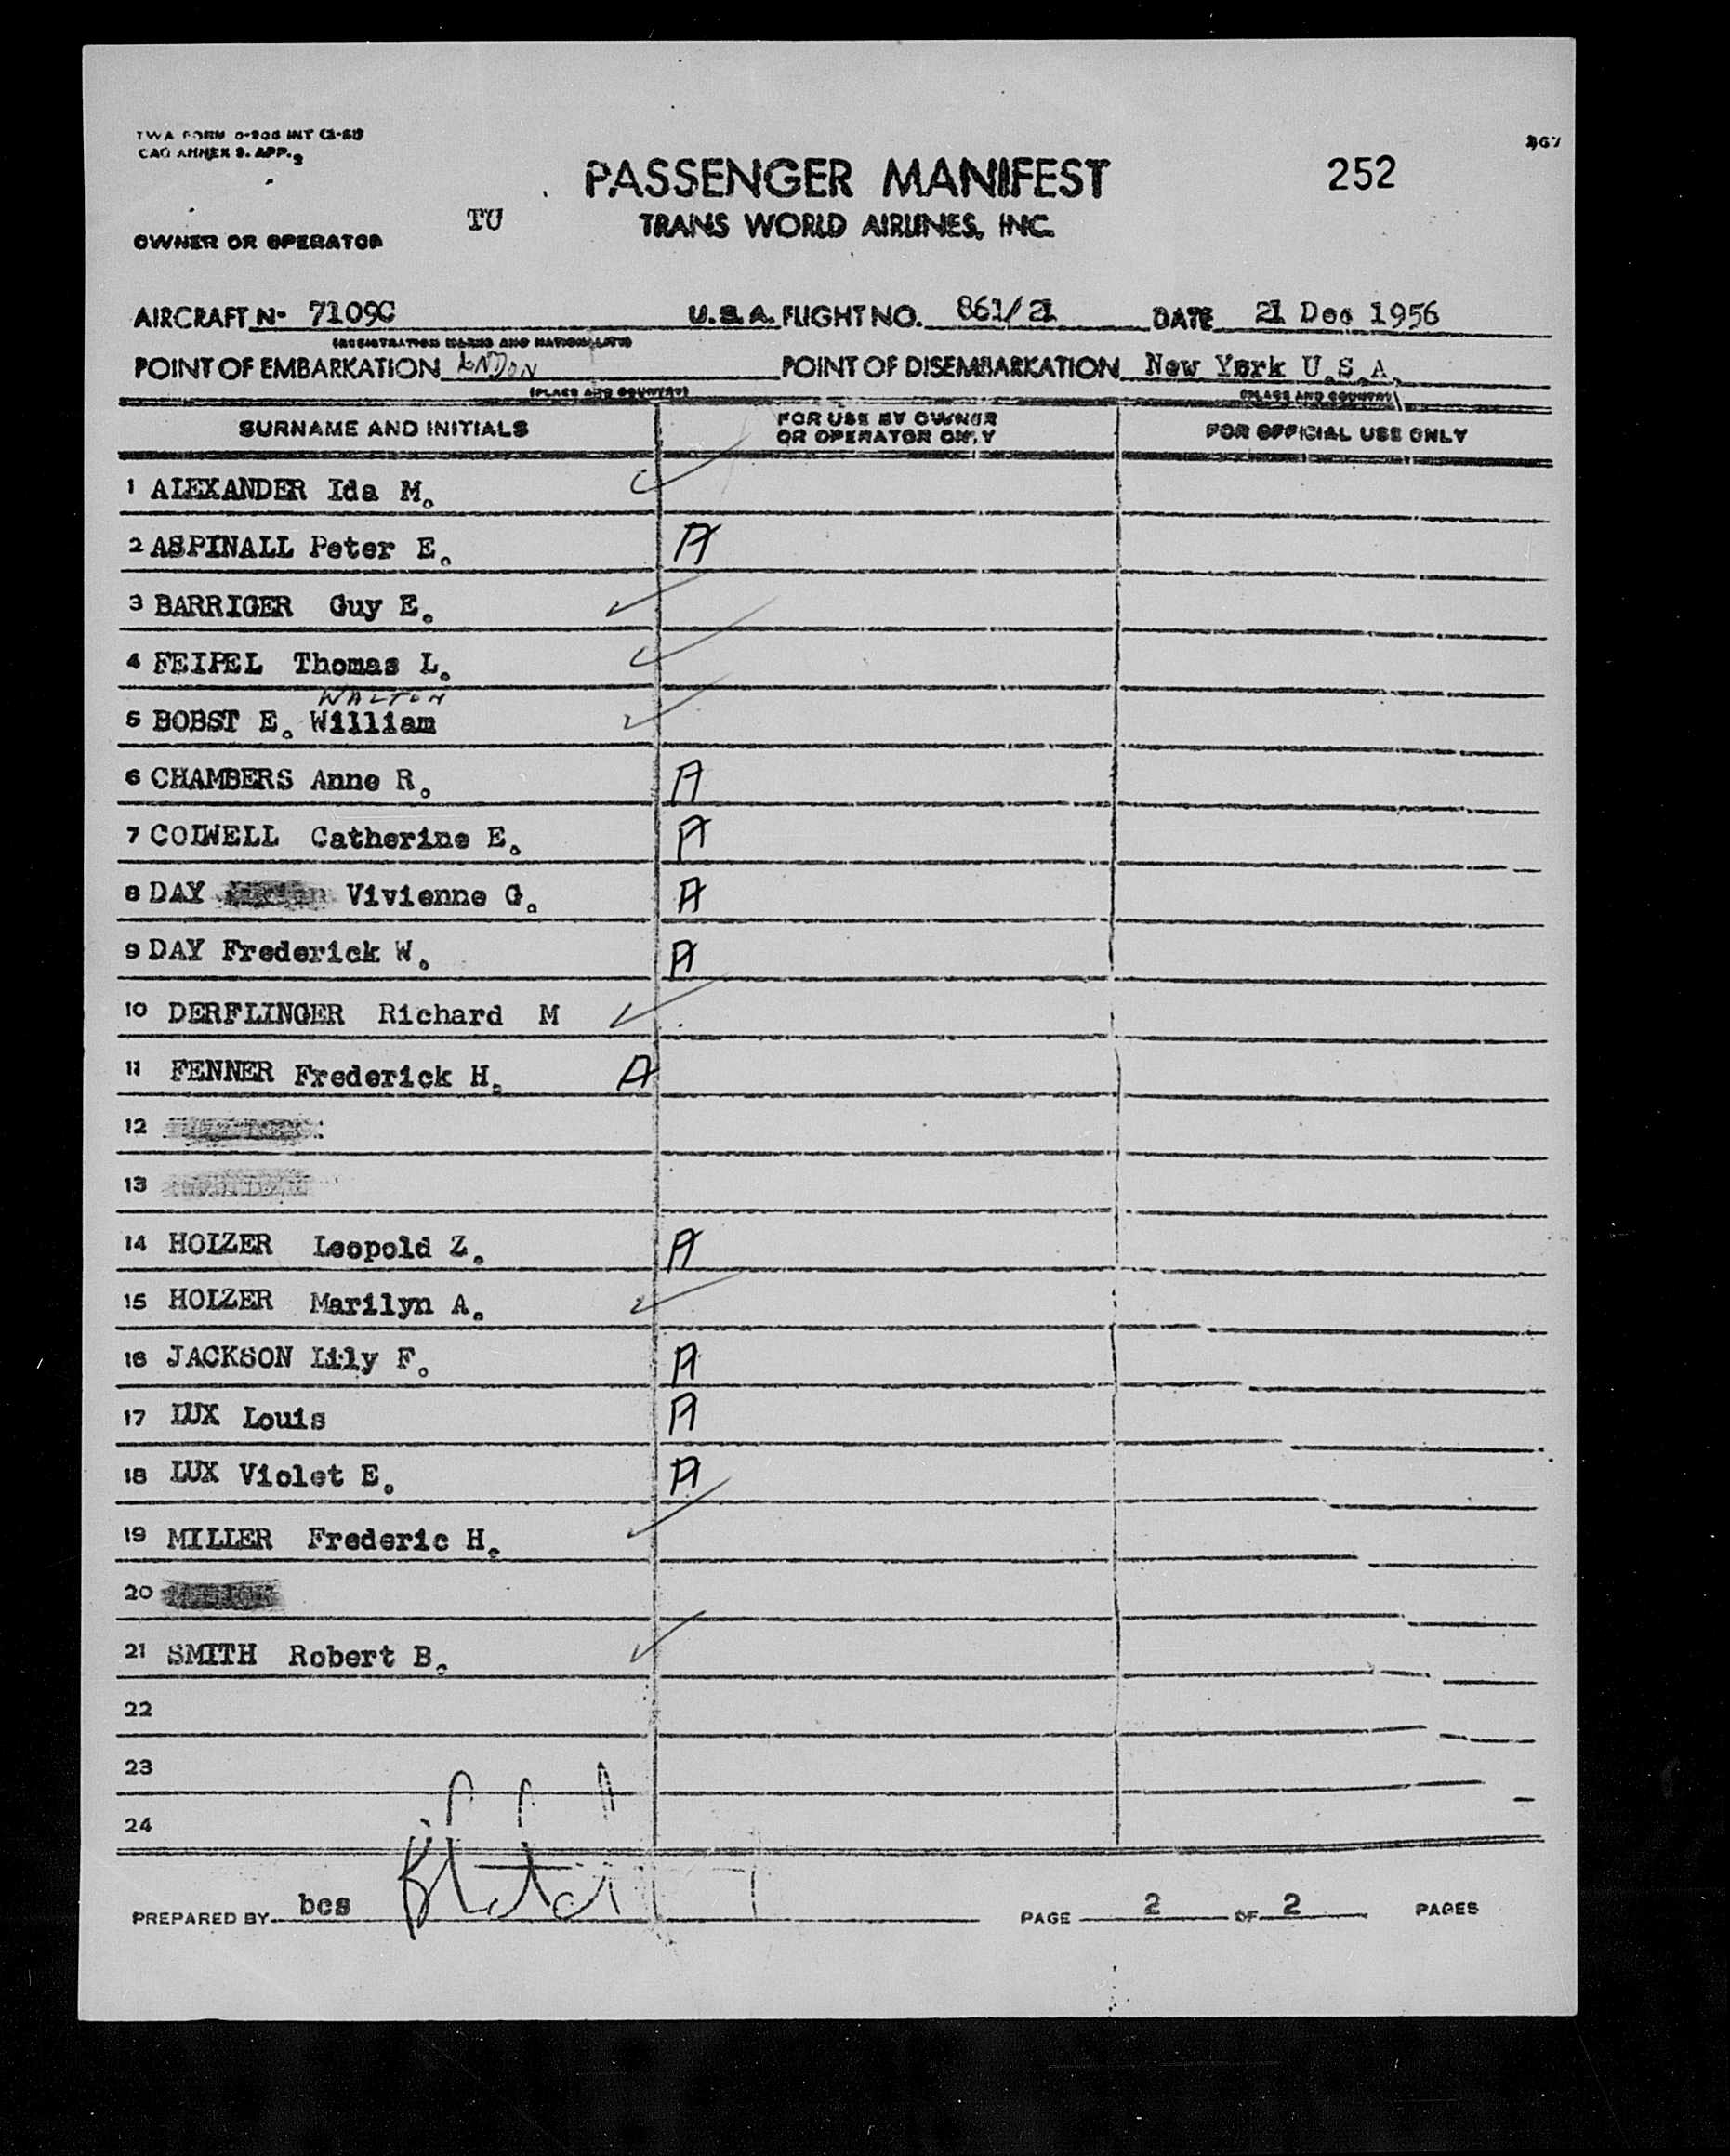 TWA FORM O-908 INT (2-51)
CAO ANNEX 9. APP. 3
PASSENGER MANIFEST
252
TU
TRANS WORLD AIRLINES, INC.
OWNER OR OPERATOR
AIRCRAFT No 7109C U.S.A. FLIGHT NO. 861/21 DATE 21 Dec 1956
(REGISTRATION MARKS AND NATIONALITY)
POINT OF EMBARKATION LNDON POINT OF DISEMBARKATION New York U.S.A.
(PLACE AND COUNTRY) (PLACE AND COUNTRY)
SURNAME AND INITIALS FOR USE BY OWNER OR OPERATOR ONLY FOR OFFICIAL USE ONLY
1 ALEXANDER Ida M.
2 ASPINALL Peter E. A
3 BARRIGER Guy E.
4 FEIPEL Thomas L.
WALTON
5 BOBST E. William
6 CHAMBERS Anne R. A
7 COLWELL Catherine E. A
8 DAY Vivienne G. A
9 DAY Frederick W. A
10 DERFLINGER Richard M
11 FENNER Frederick H. A
12
13
14 HOLZER Leopold Z. A
15 HOLZER Marilyn A.
16 JACKSON Lily F. A
17 LUX Louis A
18 LUX Violet E. A
19 MILLER Frederic H.
20
21 SMITH Robert B.
22
23
24
PREPARED BY bcs PAGE 2 OF 2 PAGES